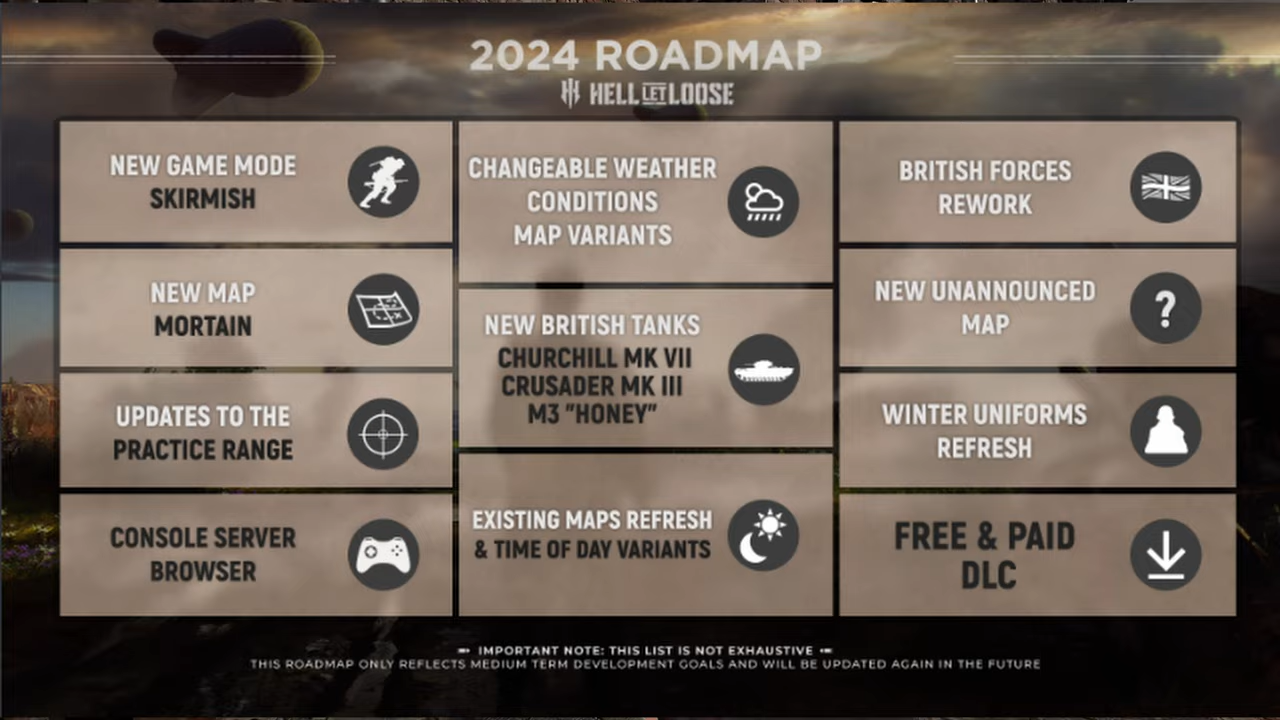 2024 ROADMAP
HELL LET LOOSE
NEW GAME MODE
SKIRMISH
NEW MAP
MORTAIN
UPDATES TO THE
PRACTICE RANGE
CONSOLE SERVER
BROWSER
CHANGEABLE WEATHER
CONDITIONS
MAP VARIANTS
NEW BRITISH TANKS
CHURCHILL MK VII
CRUSADER MK III
M3 "HONEY"
EXISTING MAPS REFRESH
& TIME OF DAY VARIANTS
BRITISH FORCES
REWORK
NEW UNANNOUNCED
MAP
?
WINTER UNIFORMS
REFRESH
FREE & PAID
DLC
IMPORTANT NOTE: THIS LIST IS NOT EXHAUSTIVE
THIS ROADMAP ONLY REFLECTS MEDIUM TERM DEVELOPMENT GOALS AND WILL BE UPDATED AGAIN IN THE FUTURE